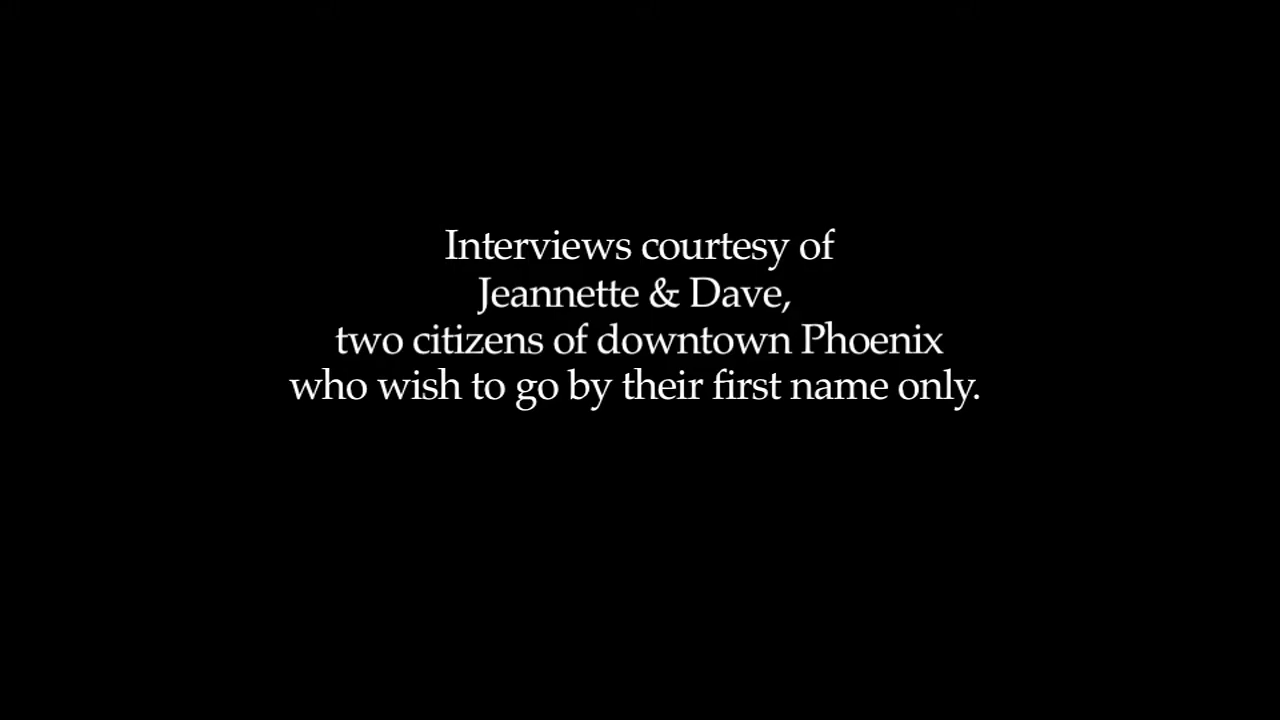 Interviews courtesy of
Jeannette & Dave,
two citizens of downtown Phoenix
who wish to go by their first name only.